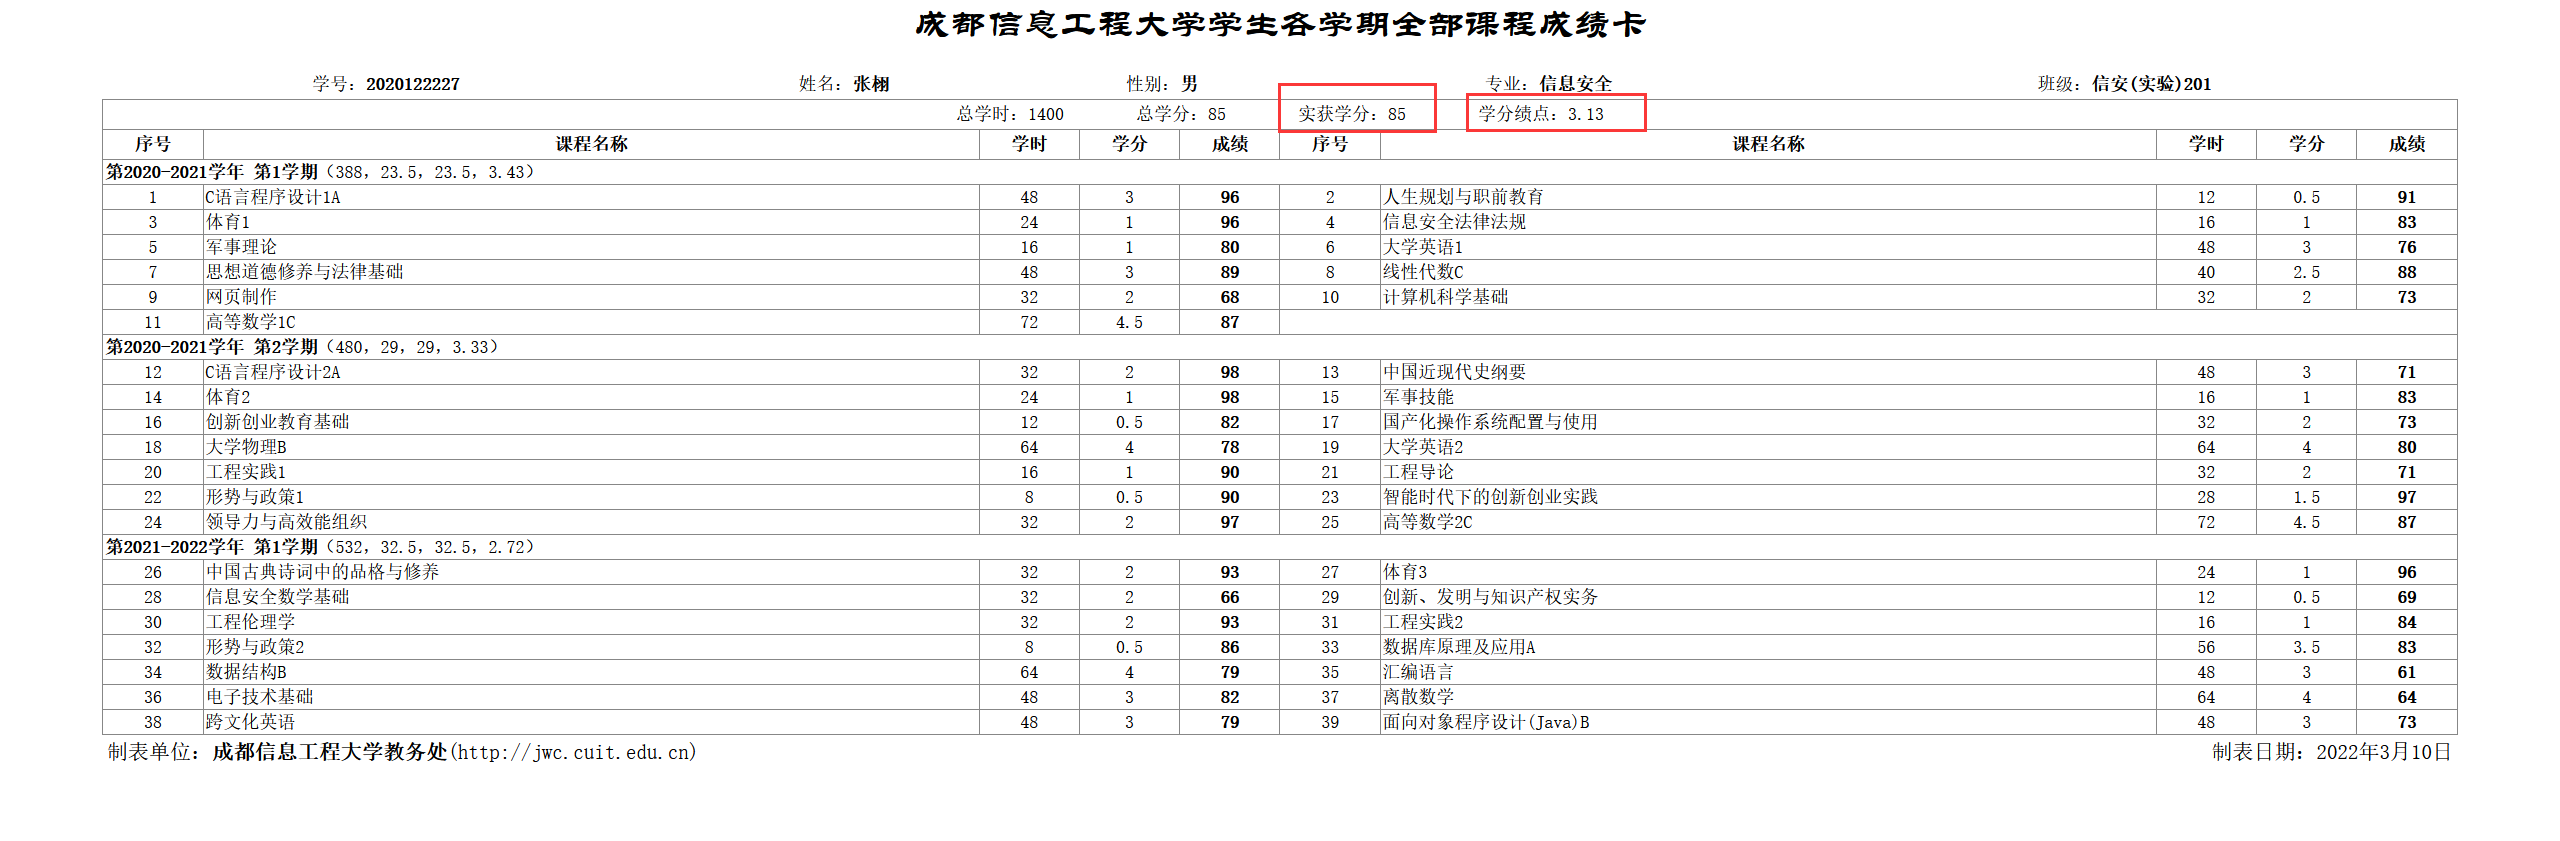 成都信息工程大学学生各学期全部课程成绩卡
学号：2020122227 姓名：张栩 性别：男 专业：信息安全 班级：信安(实验)201
总学时：1400 总学分：85 实获学分：85 学分绩点：3.13
序号 课程名称 学时 学分 成绩 序号 课程名称 学时 学分 成绩
第2020-2021学年 第1学期（388，23.5，23.5，3.43）
1 C语言程序设计1A 48 3 96 2 人生规划与职前教育 12 0.5 91
3 体育1 24 1 96 4 信息安全法律法规 16 1 83
5 军事理论 16 1 80 6 大学英语1 48 3 76
7 思想道德修养与法律基础 48 3 89 8 线性代数C 40 2.5 88
9 网页制作 32 2 68 10 计算机科学基础 32 2 73
11 高等数学1C 72 4.5 87
第2020-2021学年 第2学期（480，29，29，3.33）
12 C语言程序设计2A 32 2 98 13 中国近现代史纲要 48 3 71
14 体育2 24 1 98 15 军事技能 16 1 83
16 创新创业教育基础 12 0.5 82 17 国产化操作系统配置与使用 32 2 73
18 大学物理B 64 4 78 19 大学英语2 64 4 80
20 工程实践1 16 1 90 21 工程导论 32 2 71
22 形势与政策1 8 0.5 90 23 智能时代下的创新创业实践 28 1.5 97
24 领导力与高效能组织 32 2 97 25 高等数学2C 72 4.5 87
第2021-2022学年 第1学期（532，32.5，32.5，2.72）
26 中国古典诗词中的品格与修养 32 2 93 27 体育3 24 1 96
28 信息安全数学基础 32 2 66 29 创新、发明与知识产权实务 12 0.5 69
30 工程伦理学 32 2 93 31 工程实践2 16 1 84
32 形势与政策2 8 0.5 86 33 数据库原理及应用A 56 3.5 83
34 数据结构B 64 4 79 35 汇编语言 48 3 61
36 电子技术基础 48 3 82 37 离散数学 64 4 64
38 跨文化英语 48 3 79 39 面向对象程序设计(Java)B 48 3 73
制表单位：成都信息工程大学教务处(http://jwc.cuit.edu.cn) 制表日期：2022年3月10日